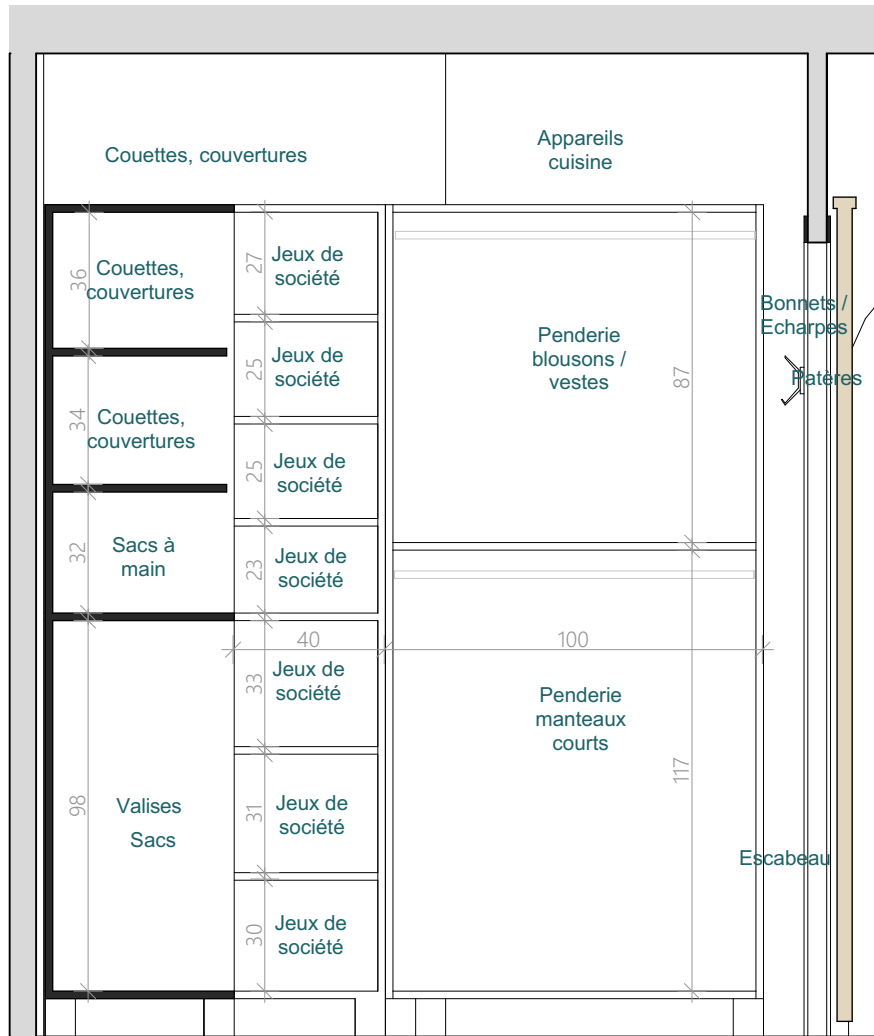 Couettes, couvertures
Appareils
cuisine
36
Couettes,
couvertures
34
Couettes,
couvertures
32
Sacs à
main
98
Valises
Sacs
27
Jeux de
société
25
Jeux de
société
25
Jeux de
société
23
Jeux de
société
40
33
Jeux de
société
31
Jeux de
société
30
Jeux de
société
Penderie
blousons /
vestes
87
100
Penderie
manteaux
courts
117
Bonnets /
Echarpes
Patères
Escabeau